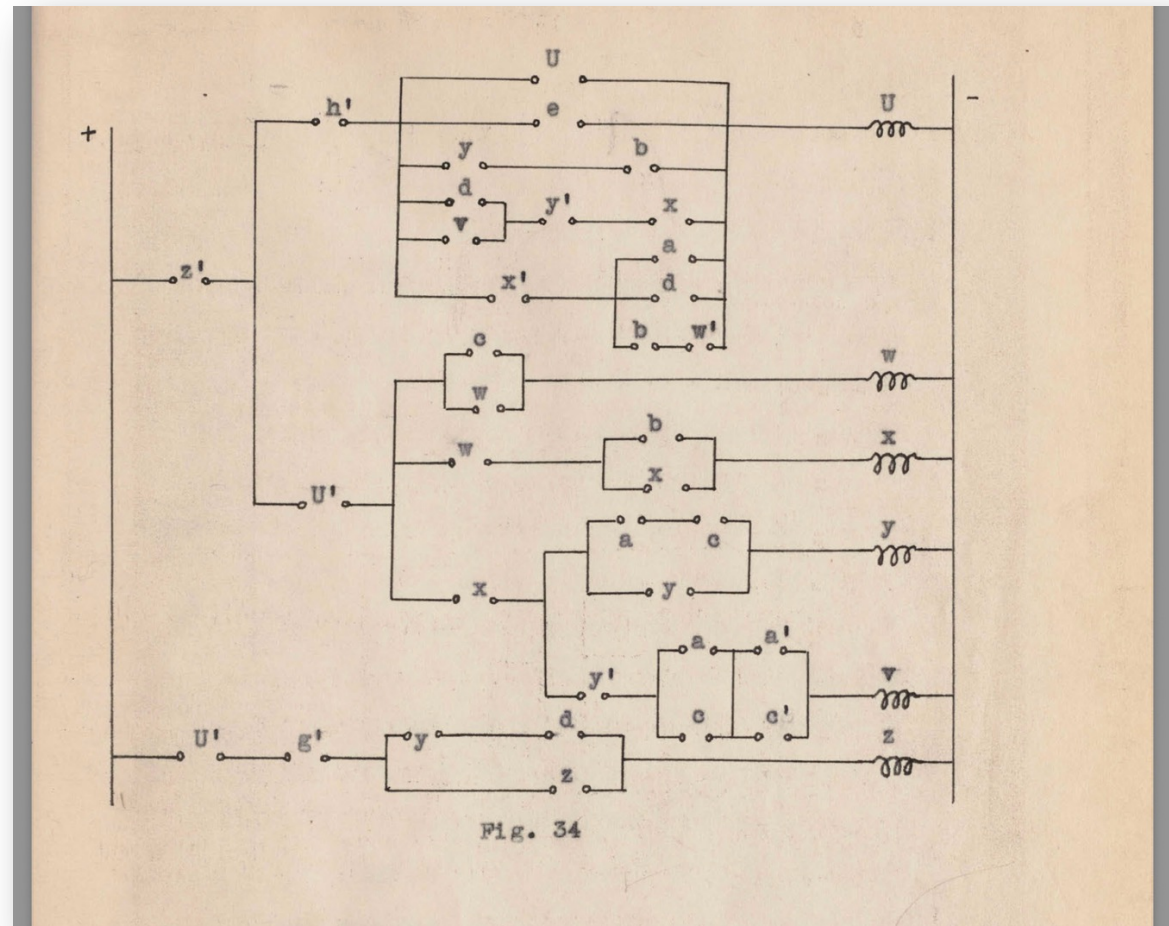 U
h' e U -
+ y b
d
v y' x
a
z' x' d
b w'
c w
w
w b x
x
U' y
a c
x y
a a'
y' v
d c c'
U' g' y z
z
Fig. 34